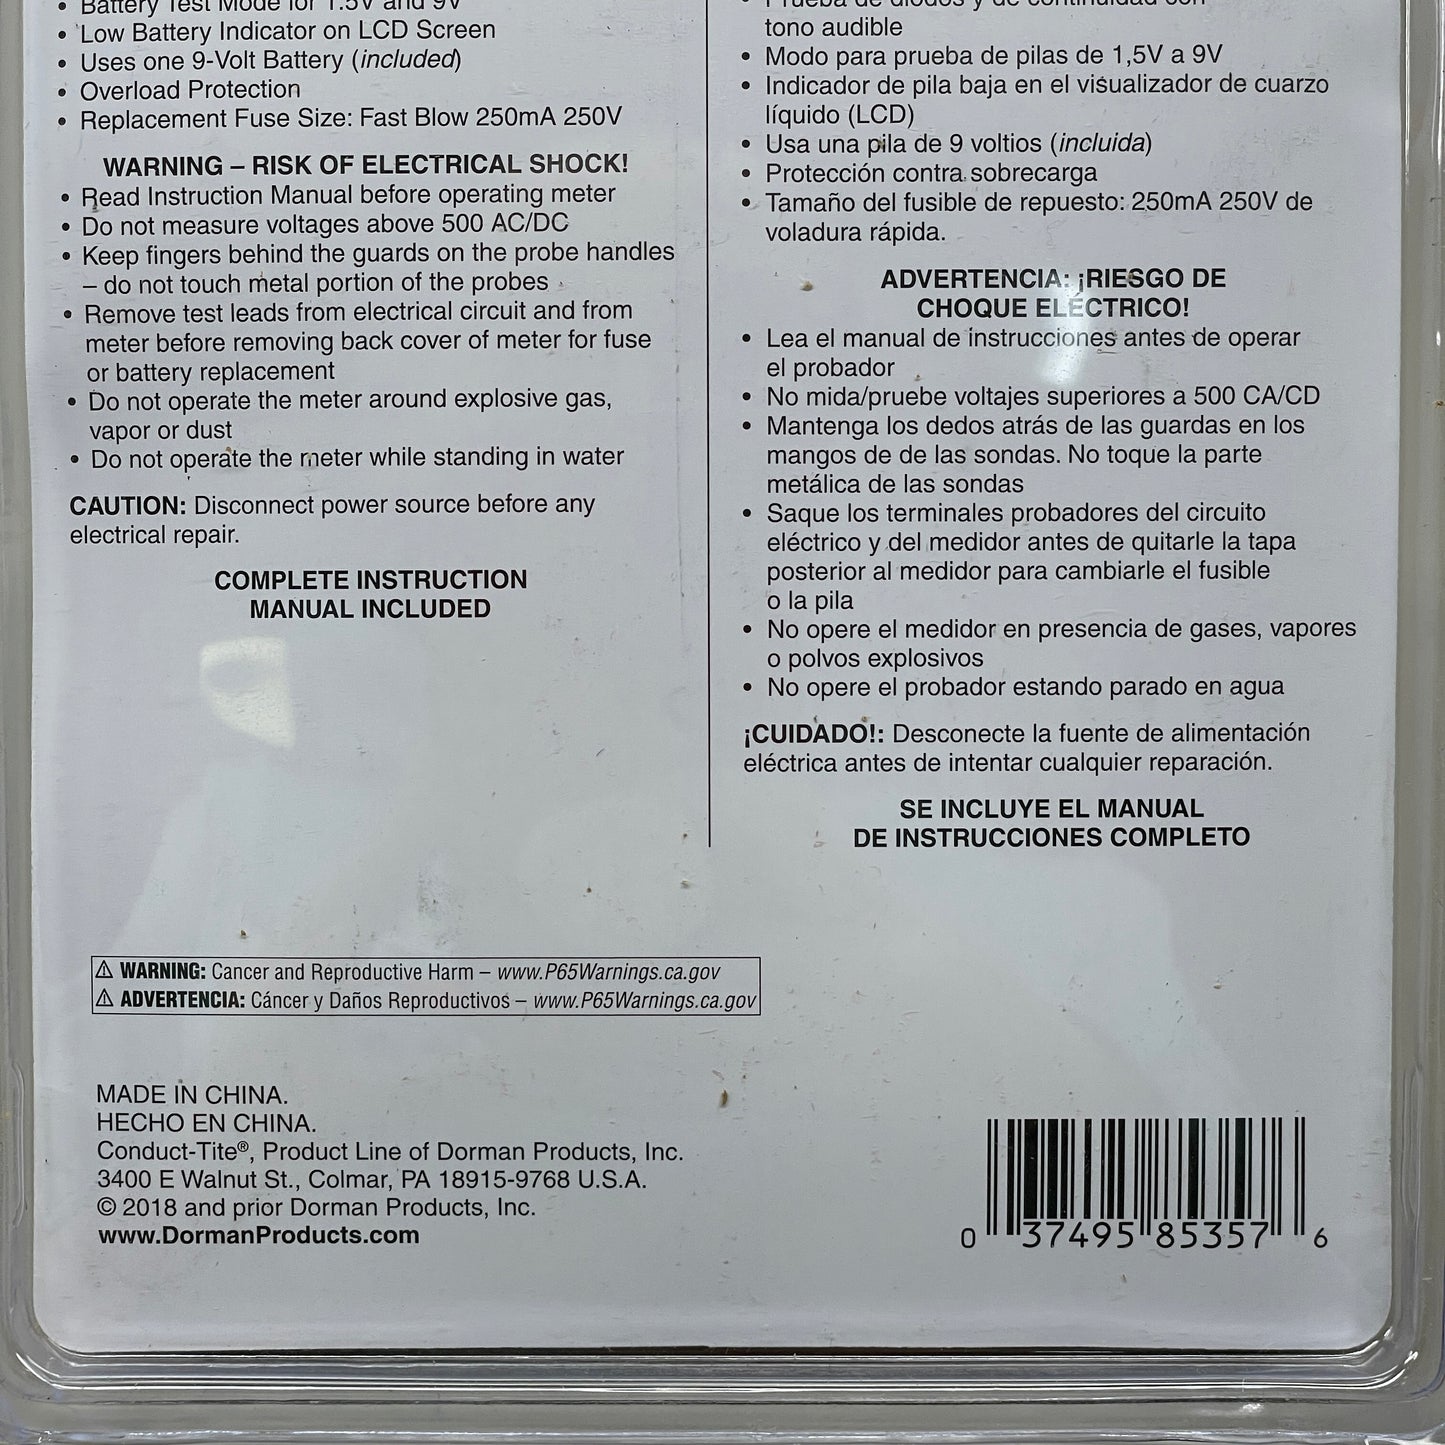 • Battery Test Mode for 1.5V and 9V
• Low Battery Indicator on LCD Screen
• Uses one 9-Volt Battery (included)
• Overload Protection
• Replacement Fuse Size: Fast Blow 250mA 250V
WARNING – RISK OF ELECTRICAL SHOCK!
• Read Instruction Manual before operating meter
• Do not measure voltages above 500 AC/DC
• Keep fingers behind the guards on the probe handles
– do not touch metal portion of the probes
• Remove test leads from electrical circuit and from
meter before removing back cover of meter for fuse
or battery replacement
• Do not operate the meter around explosive gas,
vapor or dust
• Do not operate the meter while standing in water
CAUTION: Disconnect power source before any
electrical repair.
COMPLETE INSTRUCTION
MANUAL INCLUDED
• Prueba de diodos y de continuidad con
tono audible
• Modo para prueba de pilas de 1,5V a 9V
• Indicador de pila baja en el visualizador de cuarzo
líquido (LCD)
• Usa una pila de 9 voltios (incluida)
• Protección contra sobrecarga
• Tamaño del fusible de repuesto: 250mA 250V de
voladura rápida.
ADVERTENCIA: ¡RIESGO DE
CHOQUE ELÉCTRICO!
• Lea el manual de instrucciones antes de operar
el probador
• No mida/pruebe voltajes superiores a 500 CA/CD
• Mantenga los dedos atrás de las guardas en los
mangos de de las sondas. No toque la parte
metálica de las sondas
• Saque los terminales probadores del circuito
eléctrico y del medidor antes de quitarle la tapa
posterior al medidor para cambiarle el fusible
o la pila
• No opere el medidor en presencia de gases, vapores
o polvos explosivos
• No opere el probador estando parado en agua
¡CUIDADO!: Desconecte la fuente de alimentación
eléctrica antes de intentar cualquier reparación.
SE INCLUYE EL MANUAL
DE INSTRUCCIONES COMPLETO
⚠ WARNING: Cancer and Reproductive Harm – www.P65Warnings.ca.gov
⚠ ADVERTENCIA: Cáncer y Daños Reproductivos – www.P65Warnings.ca.gov
MADE IN CHINA.
HECHO EN CHINA.
Conduct-Tite®, Product Line of Dorman Products, Inc.
3400 E Walnut St., Colmar, PA 18915-9768 U.S.A.
© 2018 and prior Dorman Products, Inc.
www.DormanProducts.com
0 37495 85357 6